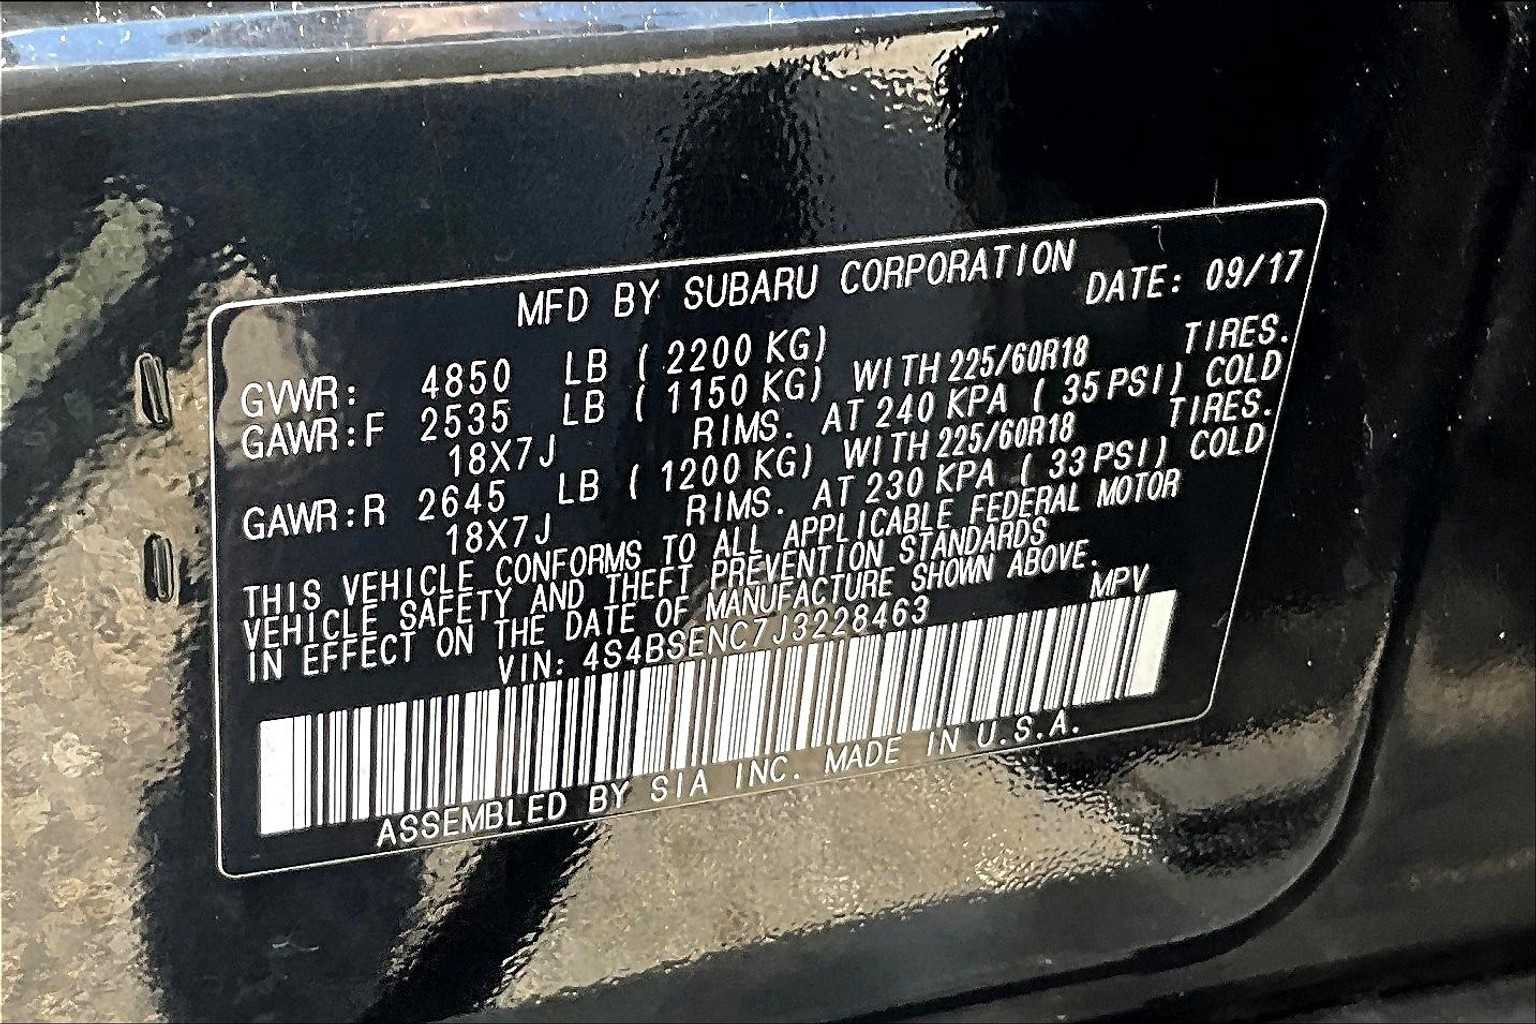 MFD BY SUBARU CORPORATION
DATE: 09/17
GVWR: 4850 LB ( 2200 KG)
GAWR:F 2535 LB ( 1150 KG) WITH 225/60R18 TIRES.
18X7J RIMS. AT 240 KPA ( 35 PSI) COLD
GAWR:R 2645 LB ( 1200 KG) WITH 225/60R18 TIRES.
18X7J RIMS. AT 230 KPA ( 33 PSI) COLD
THIS VEHICLE CONFORMS TO ALL APPLICABLE FEDERAL MOTOR
VEHICLE SAFETY AND THEFT PREVENTION STANDARDS
IN EFFECT ON THE DATE OF MANUFACTURE SHOWN ABOVE.
VIN: 4S4BSENC7J3228463 MPV
ASSEMBLED BY SIA INC. MADE IN U.S.A.